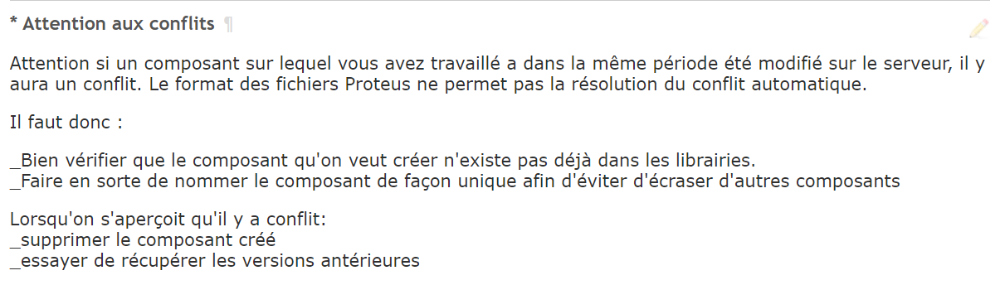 * Attention aux conflits ¶
Attention si un composant sur lequel vous avez travaillé a dans la même période été modifié sur le serveur, il y
aura un conflit. Le format des fichiers Proteus ne permet pas la résolution du conflit automatique.
Il faut donc :
_Bien vérifier que le composant qu'on veut créer n'existe pas déjà dans les librairies.
_Faire en sorte de nommer le composant de façon unique afin d'éviter d'écraser d'autres composants
Lorsqu'on s'aperçoit qu'il y a conflit:
_supprimer le composant créé
_essayer de récupérer les versions antérieures